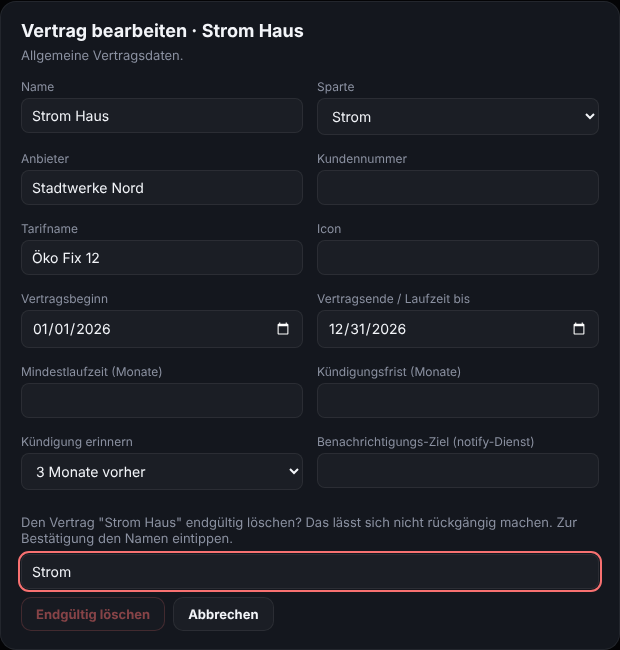 Vertrag bearbeiten · Strom Haus
Allgemeine Vertragsdaten.
Name
Sparte
Strom Haus
Strom
Anbieter
Kundennummer
Stadtwerke Nord
Tarifname
Icon
Öko Fix 12
Vertragsbeginn
Vertragsende / Laufzeit bis
01/01/2026
12/31/2026
Mindestlaufzeit (Monate)
Kündigungsfrist (Monate)
Kündigung erinnern
Benachrichtigungs-Ziel (notify-Dienst)
3 Monate vorher
Den Vertrag "Strom Haus" endgültig löschen? Das lässt sich nicht rückgängig machen. Zur
Bestätigung den Namen eintippen.
Strom
Endgültig löschen
Abbrechen